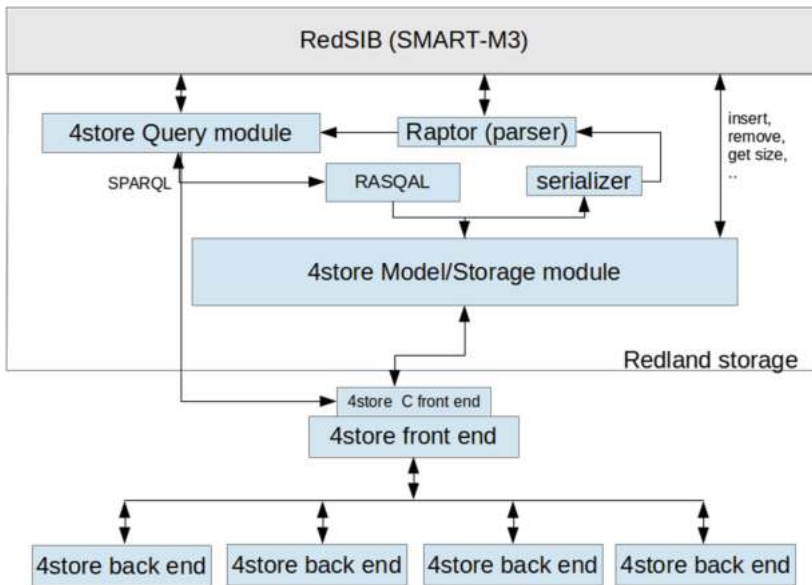 RedSIB (SMART-M3)
4store Query module
Raptor (parser)
insert,
remove,
get size,
..
SPARQL
RASQAL
serializer
4store Model/Storage module
Redland storage
4store C front end
4store front end
4store back end
4store back end
4store back end
4store back end